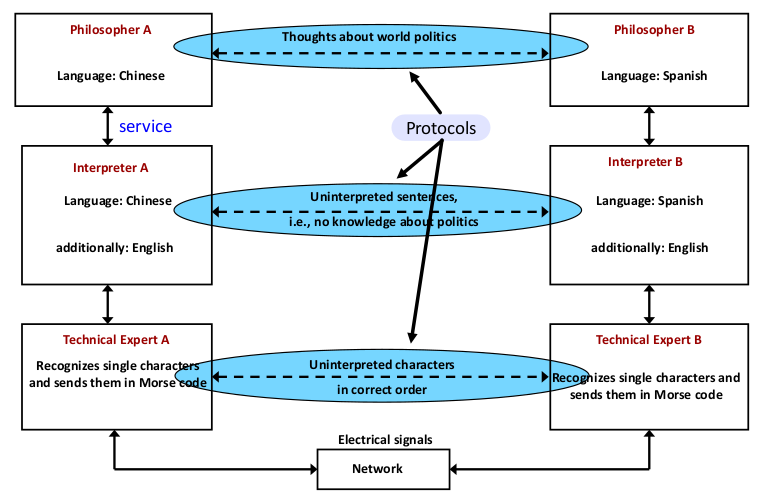 Philosopher A
Thoughts about world politics
Philosopher B
Language: Chinese
Language: Spanish
service
Protocols
Interpreter A
Interpreter B
Language: Chinese
Uninterpreted sentences,
Language: Spanish
i.e., no knowledge about politics
additionally: English
additionally: English
Technical Expert A
Technical Expert B
Recognizes single characters
and sends them in Morse code
Uninterpreted characters
in correct order
Recognizes single characters and
sends them in Morse code
Electrical signals
Network